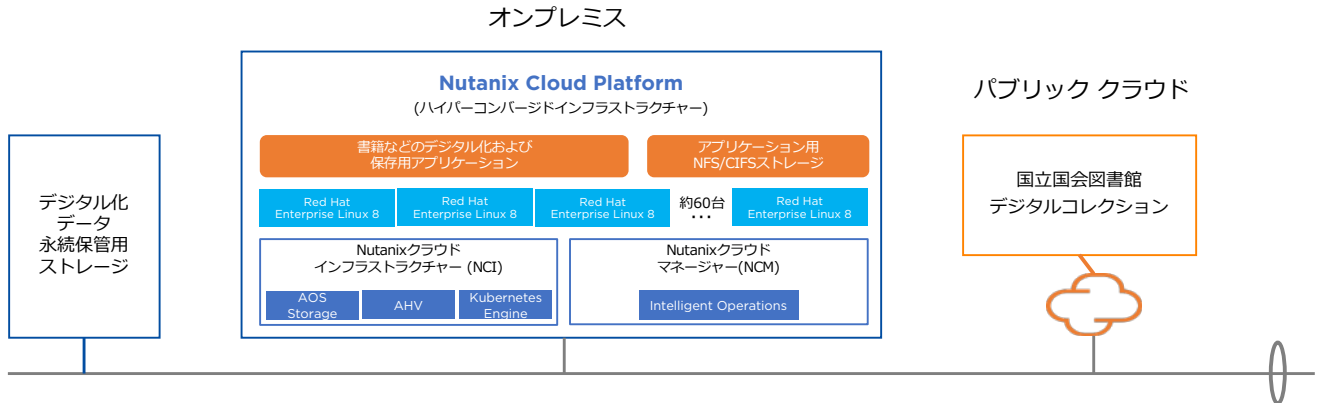 オンプレミス
Nutanix Cloud Platform
(ハイパーコンバージドインフラストラクチャー)
書籍などのデジタル化および
保存用アプリケーション
アプリケーション用
NFS/CIFSストレージ
Red Hat
Enterprise Linux 8
Red Hat
Enterprise Linux 8
Red Hat
Enterprise Linux 8
約60台
・・・
Red Hat
Enterprise Linux 8
Nutanixクラウド
インフラストラクチャー (NCI)
AOS
Storage
AHV
Kubernetes
Engine
Nutanixクラウド
マネージャー(NCM)
Intelligent Operations
デジタル化
データ
永続保管用
ストレージ
パブリック クラウド
国立国会図書館
デジタルコレクション